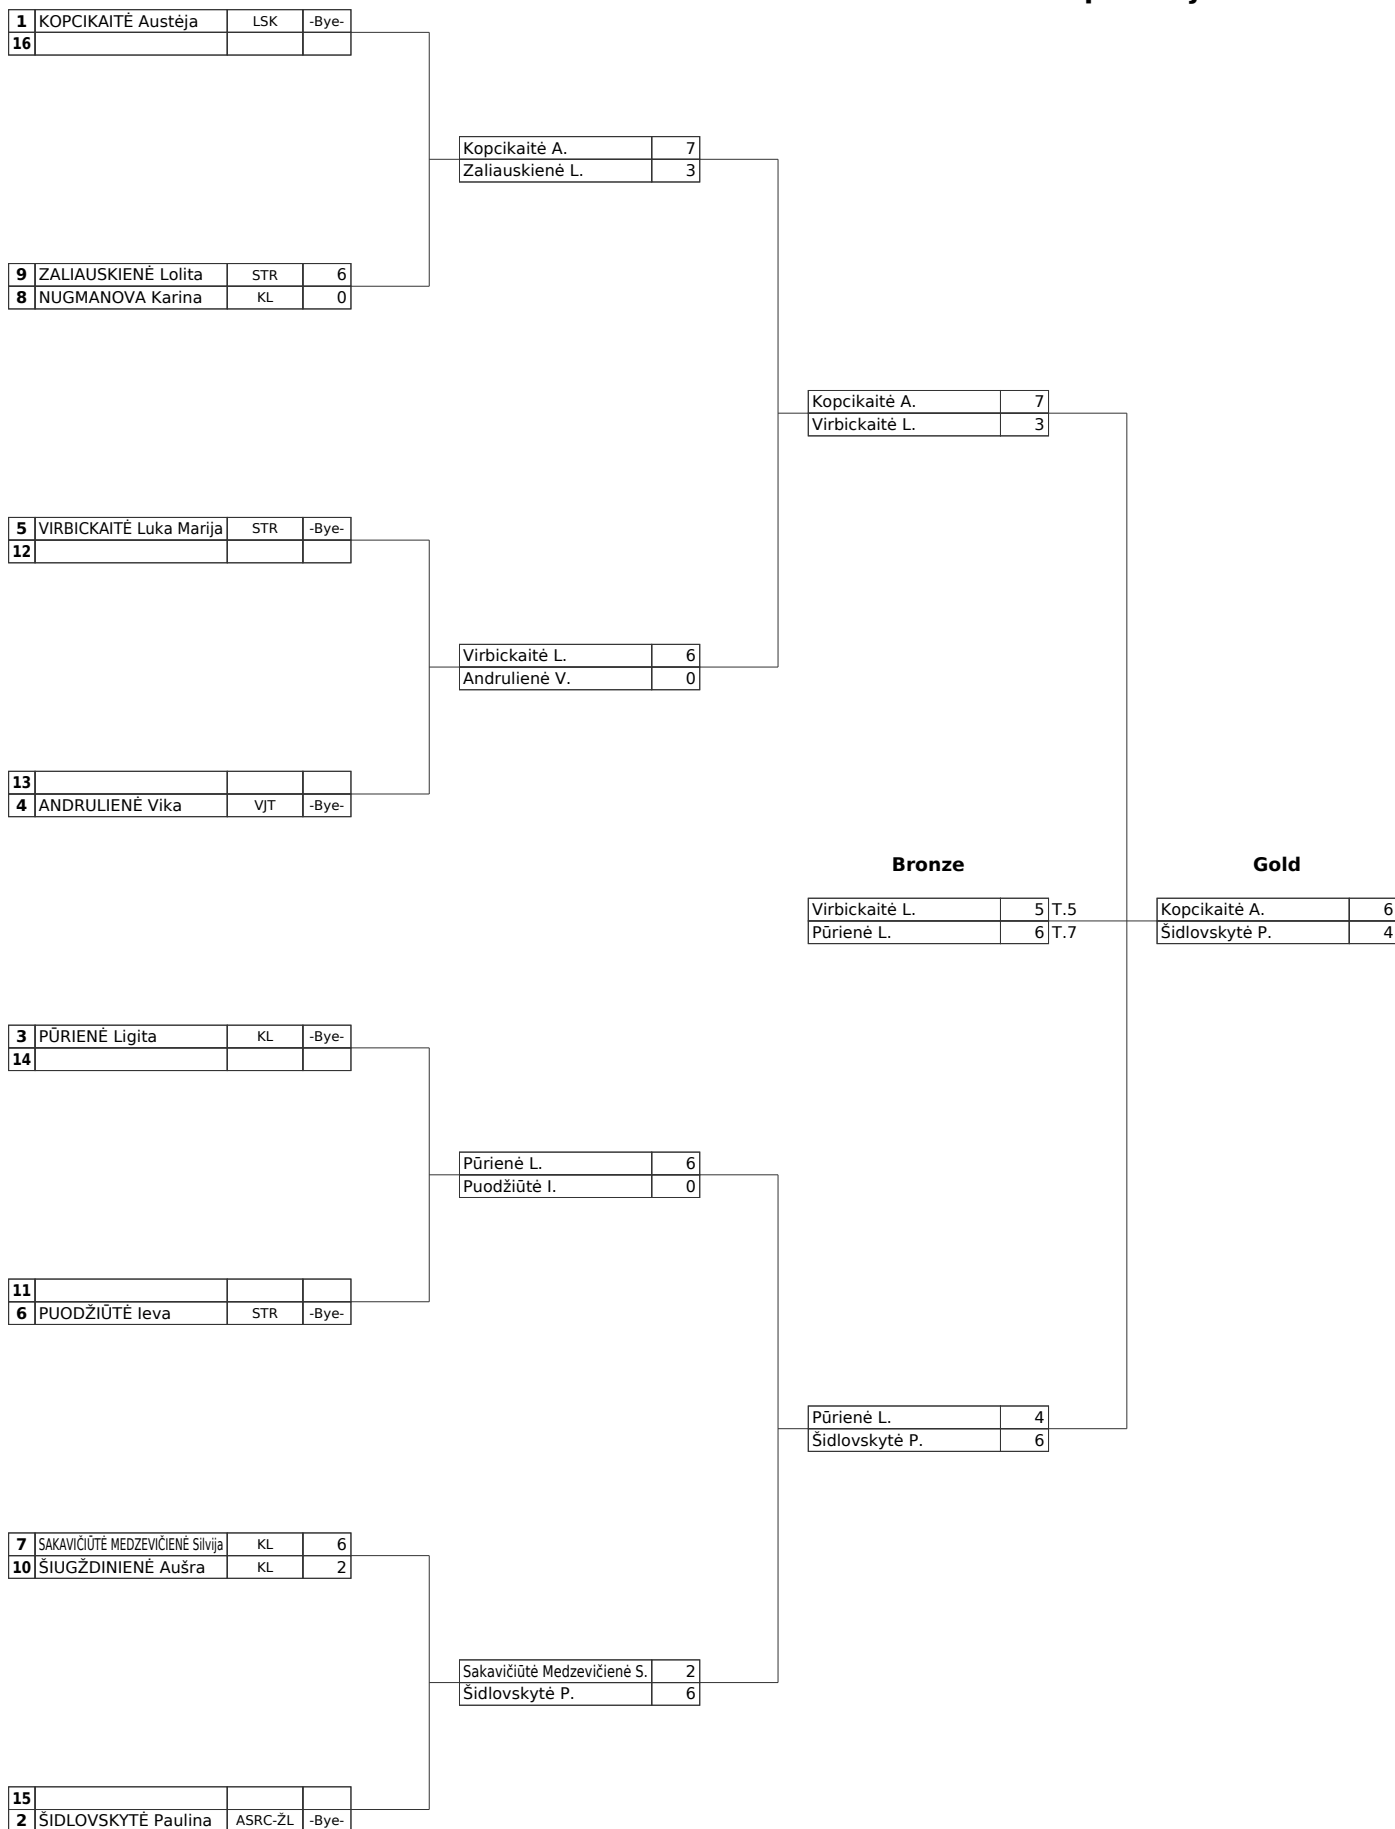 1 KOPCIKAITĖ Austėja LSK -Bye-
16
Kopcikaitė A. 7
Zaliauskienė L. 3
9 ZALIAUSKIENĖ Lolita STR 6
8 NUGMANOVA Karina KL 0
Kopcikaitė A. 7
Virbickaitė L. 3
5 VIRBICKAITĖ Luka Marija STR -Bye-
12
Virbickaitė L. 6
Andrulienė V. 0
13
4 ANDRULIENĖ Vika VJT -Bye-
Bronze Gold
Virbickaitė L. 5 T.5 Kopcikaitė A. 6
Pūrienė L. 6 T.7 Šidlovskytė P. 4
3 PŪRIENĖ Ligita KL -Bye-
14
Pūrienė L. 6
Puodžiūtė I. 0
11
6 PUODŽIŪTĖ Ieva STR -Bye-
Pūrienė L. 4
Šidlovskytė P. 6
7 SAKAVIČIŪTĖ MEDZEVIČIENĖ Silvija KL 6
10 ŠIUGŽDINIENĖ Aušra KL 2
Sakavičiūtė Medzevičienė S. 2
Šidlovskytė P. 6
15
2 ŠIDLOVSKYTĖ Paulina ASRC-ŽL -Bye-